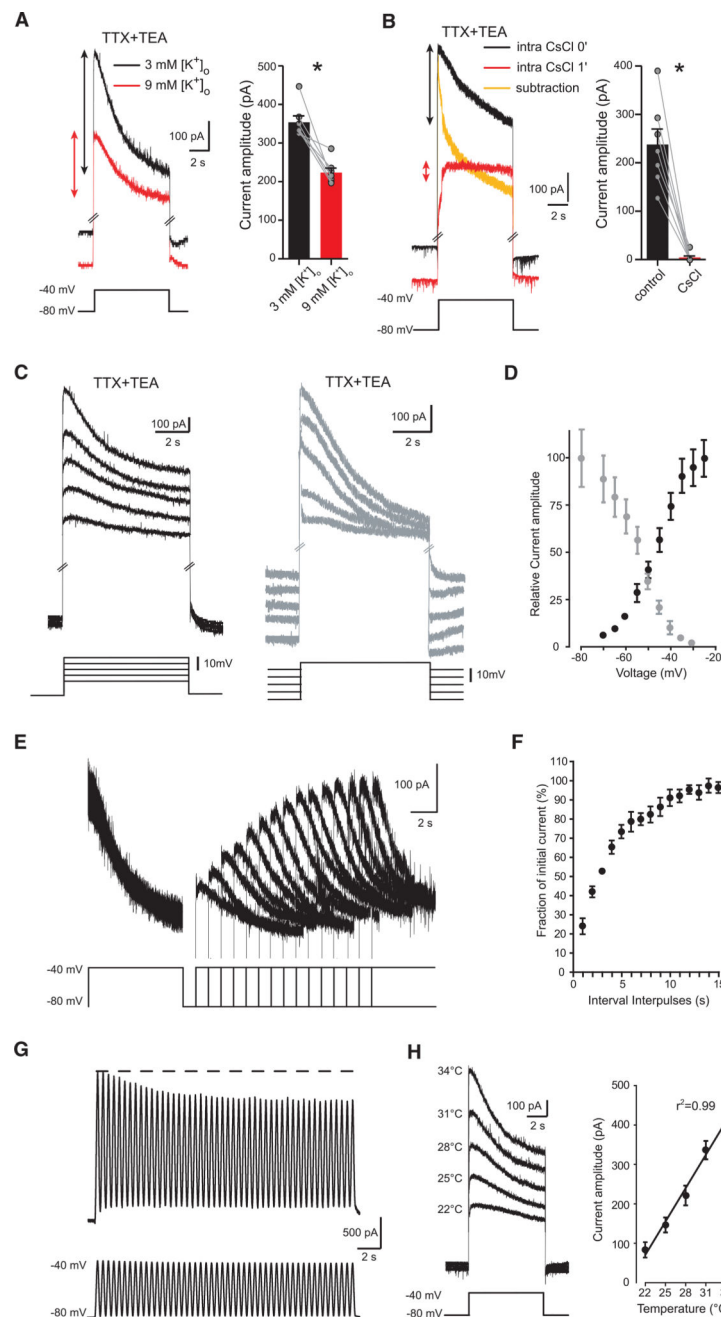 A
TTX+TEA
3 mM [K+]o
9 mM [K+]o
100 pA
2 s
-40 mV
-80 mV
Current amplitude (pA)
500
400
300
200
100
0
*
3 mM [K+]o
9 mM [K+]o
B
TTX+TEA
intra CsCl 0'
intra CsCl 1'
subtraction
100 pA
2 s
-40 mV
-80 mV
Current amplitude (pA)
400
300
200
100
0
*
control
CsCl
C
TTX+TEA
100 pA
2 s
10mV
TTX+TEA
100 pA
2 s
10mV
D
Relative Current amplitude
100
75
50
25
0
-80
-60
-40
-20
Voltage (mV)
E
100 pA
2 s
-40 mV
-80 mV
F
Fraction of initial current (%)
110
100
90
80
70
60
50
40
30
20
10
0
0
5
10
15
Interval Interpulses (s)
G
500 pA
2 s
-40 mV
-80 mV
H
34°C
31°C
28°C
25°C
22°C
100 pA
2 s
-40 mV
-80 mV
Current amplitude (pA)
500
400
300
200
100
0
r²=0.99
22
25
28
31
Temperature (°C